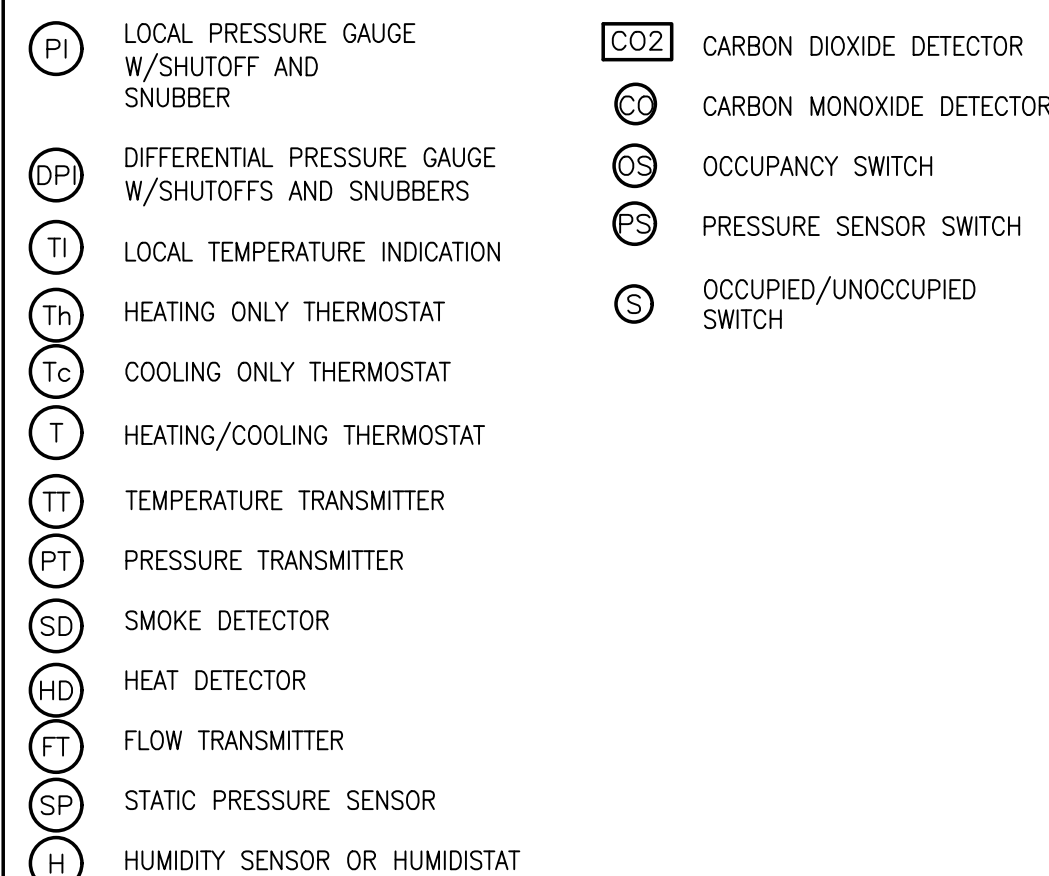 PI LOCAL PRESSURE GAUGE
W/SHUTOFF AND
SNUBBER
DPI DIFFERENTIAL PRESSURE GAUGE
W/SHUTOFFS AND SNUBBERS
TI LOCAL TEMPERATURE INDICATION
Th HEATING ONLY THERMOSTAT
Tc COOLING ONLY THERMOSTAT
T HEATING/COOLING THERMOSTAT
TT TEMPERATURE TRANSMITTER
PT PRESSURE TRANSMITTER
SD SMOKE DETECTOR
HD HEAT DETECTOR
FT FLOW TRANSMITTER
SP STATIC PRESSURE SENSOR
H HUMIDITY SENSOR OR HUMIDISTAT
CO2 CARBON DIOXIDE DETECTOR
CO CARBON MONOXIDE DETECTOR
OS OCCUPANCY SWITCH
PS PRESSURE SENSOR SWITCH
S OCCUPIED/UNOCCUPIED
SWITCH